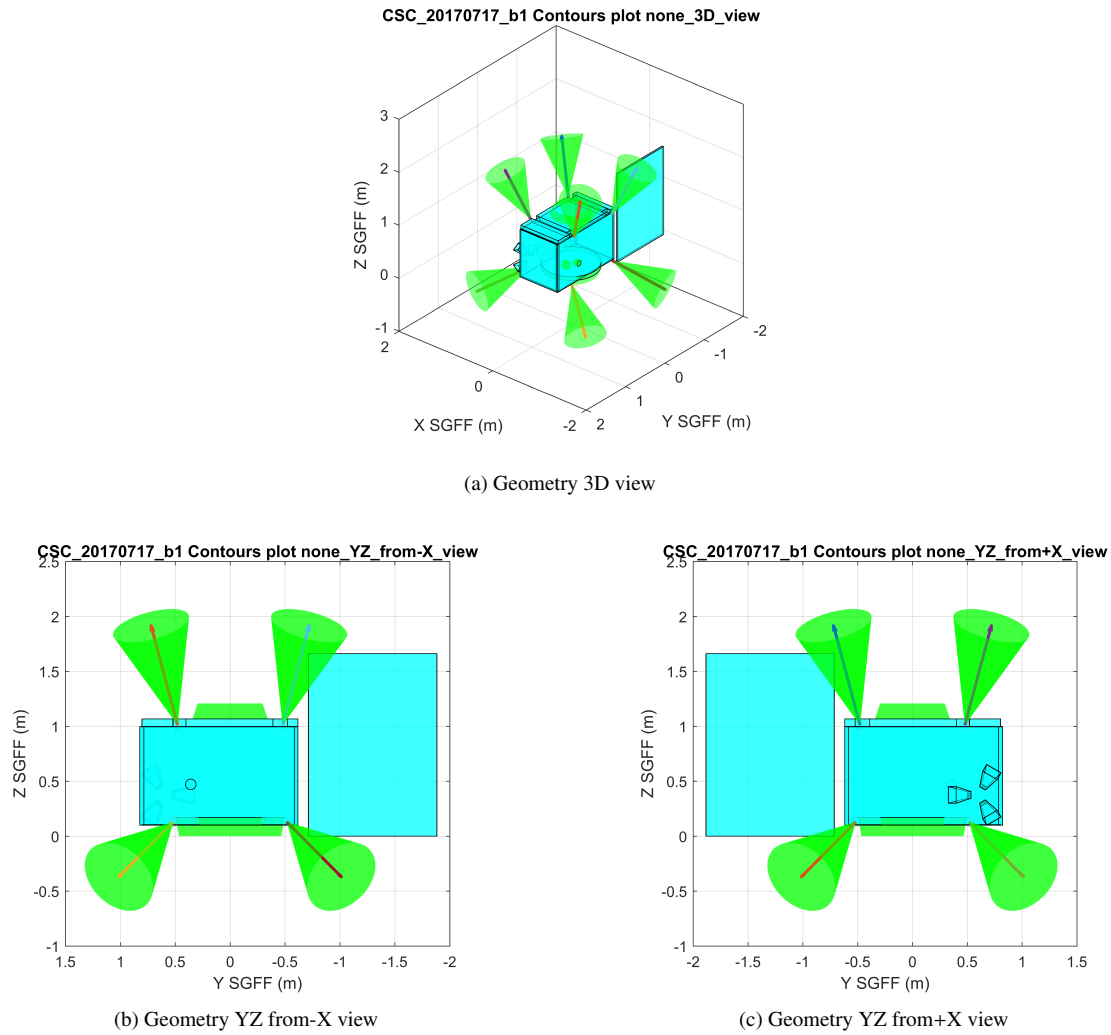 CSC_20170717_b1 Contours plot none_3D_view
3
2
1
0
-1
Z SGFF (m)
2
0
-2
X SGFF (m)
2
1
0
-1
-2
Y SGFF (m)
(a) Geometry 3D view
CSC_20170717_b1 Contours plot none_YZ_from-X_view
2.5
2
1.5
1
0.5
0
-0.5
-1
Z SGFF (m)
1.5 1 0.5 0 -0.5 -1 -1.5 -2
Y SGFF (m)
(b) Geometry YZ from-X view
CSC_20170717_b1 Contours plot none_YZ_from+X_view
2.5
2
1.5
1
0.5
0
-0.5
-1
Z SGFF (m)
-2 -1.5 -1 -0.5 0 0.5 1 1.5
Y SGFF (m)
(c) Geometry YZ from+X view